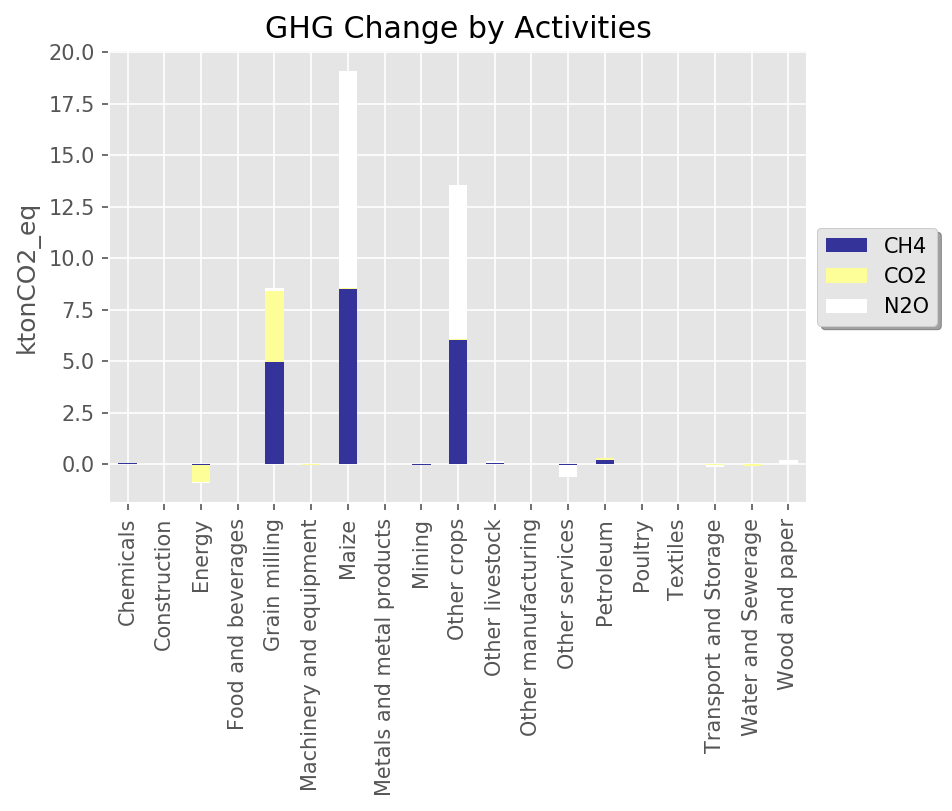 GHG Change by Activities
20.0
17.5
15.0
12.5
10.0
7.5
5.0
2.5
0.0
ktonCO2_eq
CH4
CO2
N2O
Chemicals
Construction
Energy
Food and beverages
Grain milling
Machinery and equipment
Maize
Metals and metal products
Mining
Other crops
Other livestock
Other manufacturing
Other services
Petroleum
Poultry
Textiles
Transport and Storage
Water and Sewerage
Wood and paper